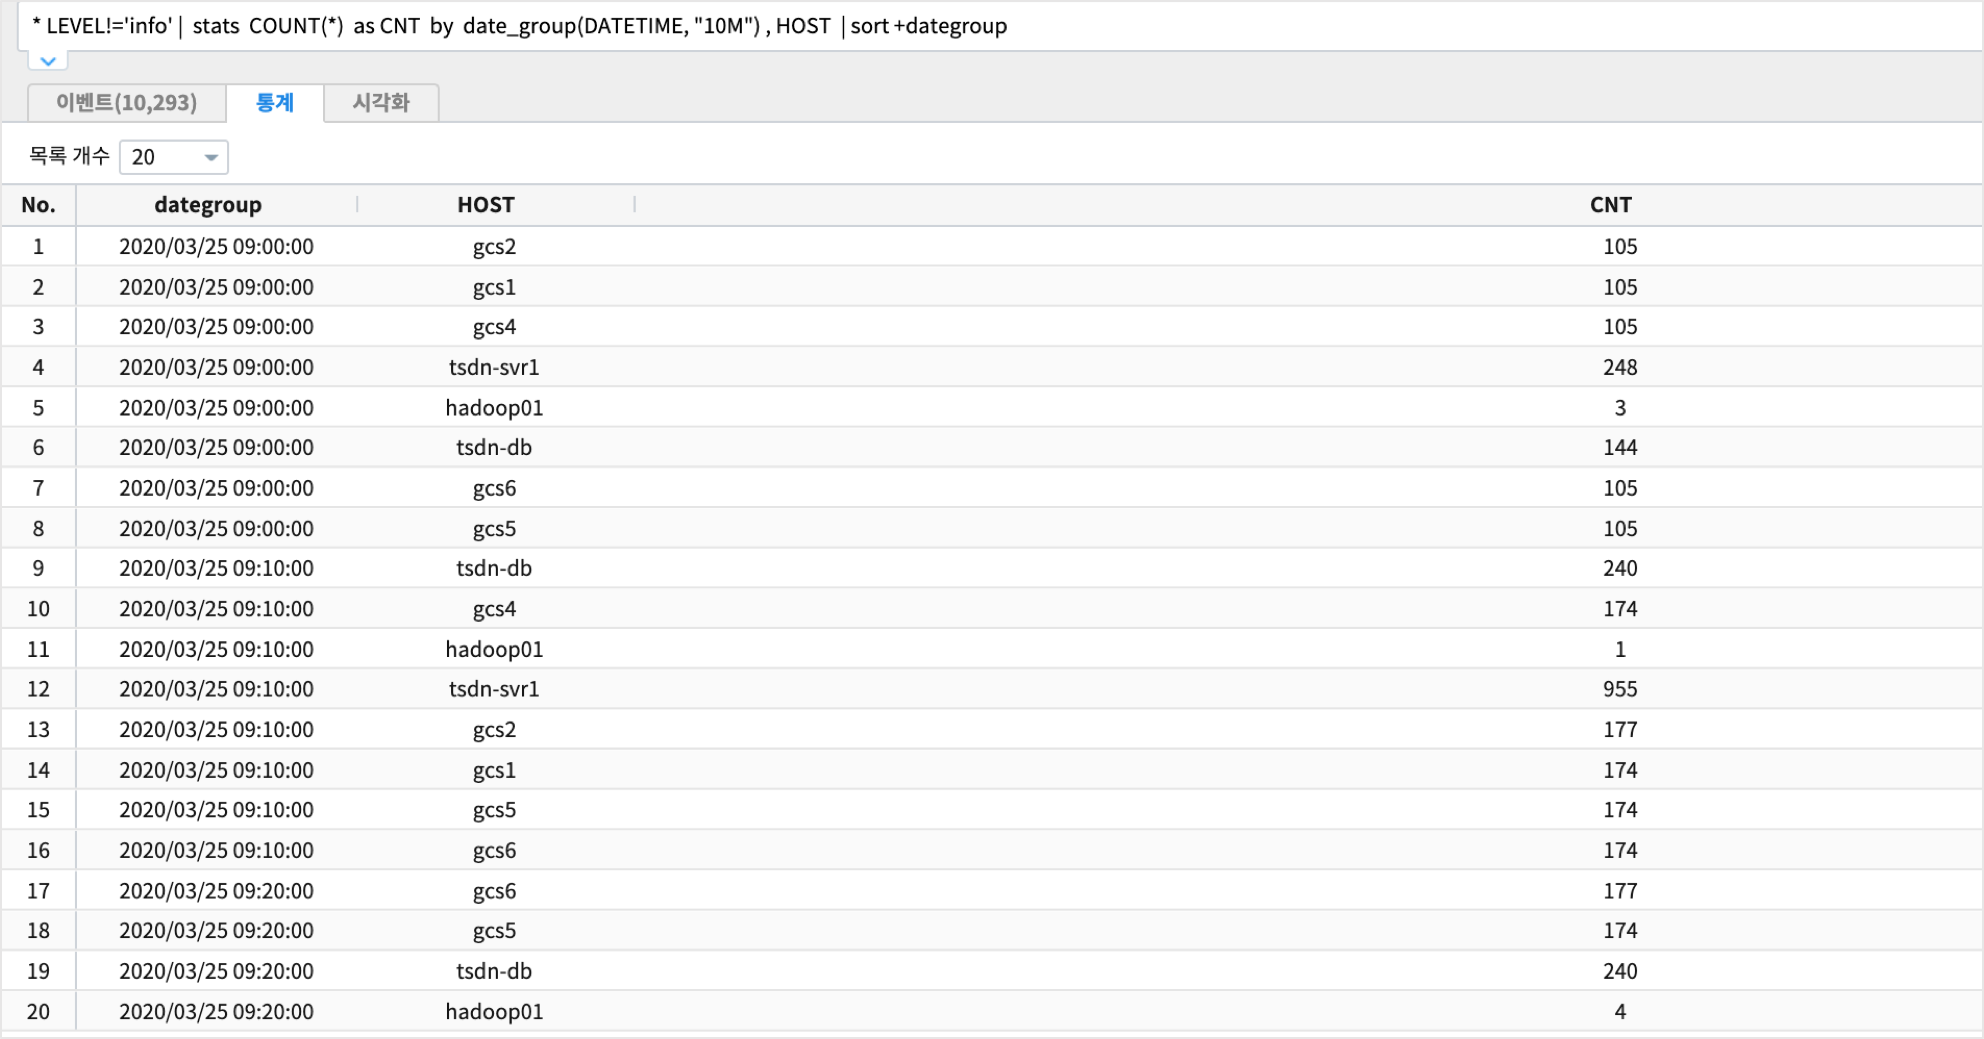 * LEVEL!='info' | stats COUNT(*) as CNT by date_group(DATETIME, "10M") , HOST | sort +dategroup
이벤트(10,293) 통계 시각화
목록 개수 20
No. dategroup HOST CNT
1 2020/03/25 09:00:00 gcs2 105
2 2020/03/25 09:00:00 gcs1 105
3 2020/03/25 09:00:00 gcs4 105
4 2020/03/25 09:00:00 tsdn-svr1 248
5 2020/03/25 09:00:00 hadoop01 3
6 2020/03/25 09:00:00 tsdn-db 144
7 2020/03/25 09:00:00 gcs6 105
8 2020/03/25 09:00:00 gcs5 105
9 2020/03/25 09:10:00 tsdn-db 240
10 2020/03/25 09:10:00 gcs4 174
11 2020/03/25 09:10:00 hadoop01 1
12 2020/03/25 09:10:00 tsdn-svr1 955
13 2020/03/25 09:10:00 gcs2 177
14 2020/03/25 09:10:00 gcs1 174
15 2020/03/25 09:10:00 gcs5 174
16 2020/03/25 09:10:00 gcs6 174
17 2020/03/25 09:20:00 gcs6 177
18 2020/03/25 09:20:00 gcs5 174
19 2020/03/25 09:20:00 tsdn-db 240
20 2020/03/25 09:20:00 hadoop01 4